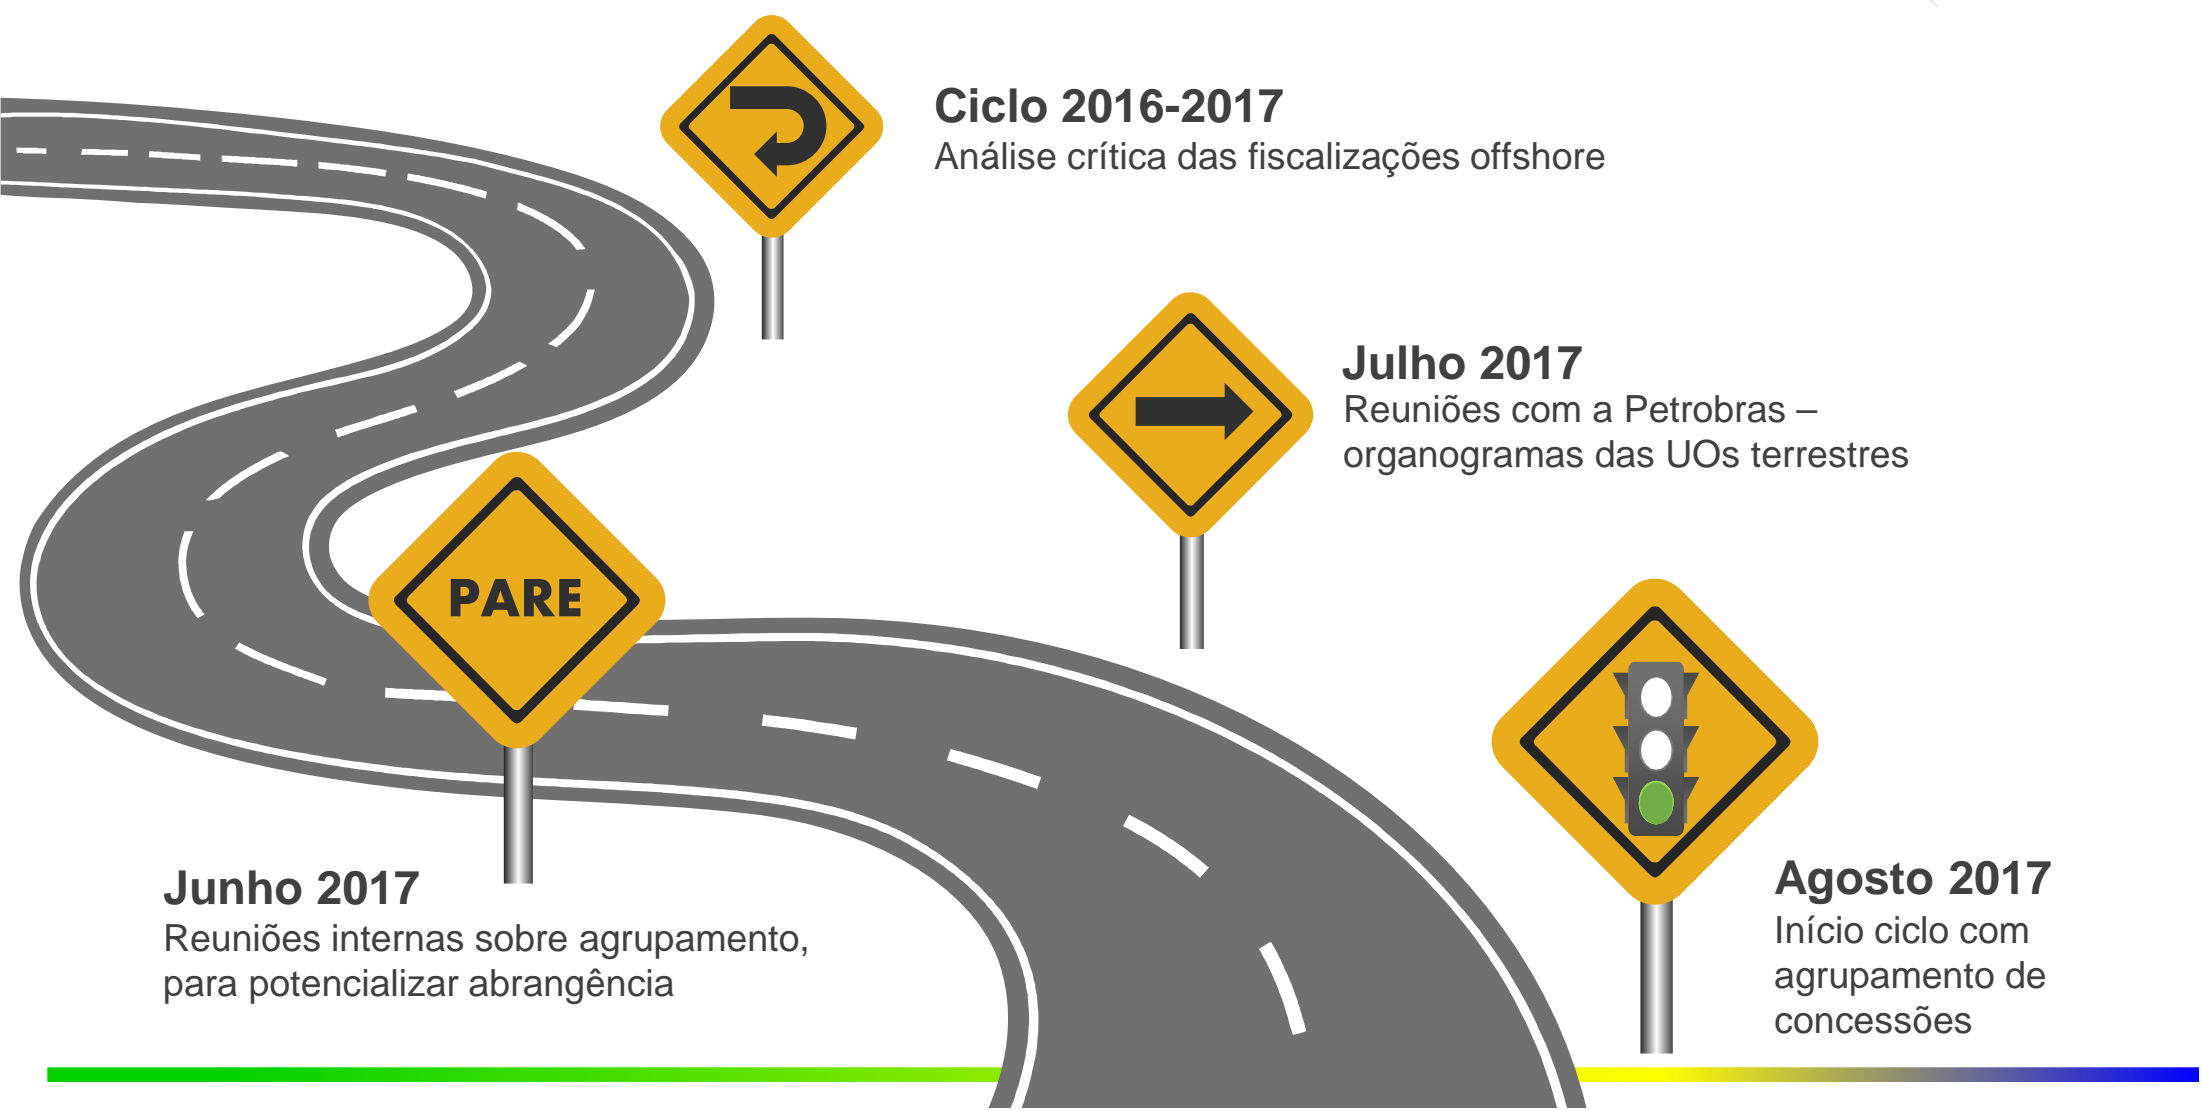 Ciclo 2016-2017
Análise crítica das fiscalizações offshore
Julho 2017
Reuniões com a Petrobras –
organogramas das UOs terrestres
PARE
Junho 2017
Reuniões internas sobre agrupamento,
para potencializar abrangência
Agosto 2017
Início ciclo com
agrupamento de
concessões